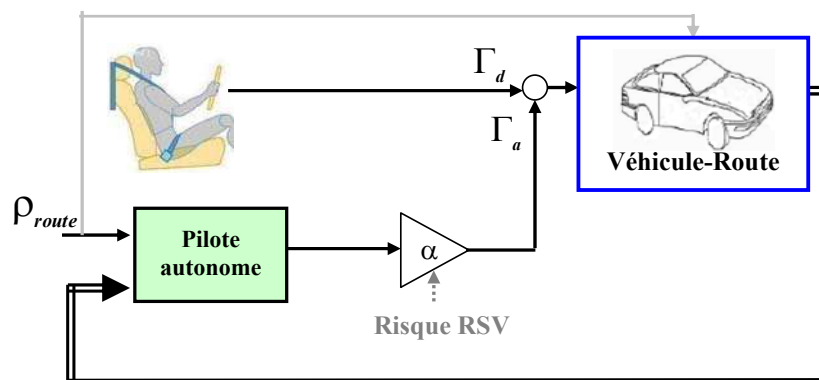 Γd
Γa
Véhicule-Route
ρroute
Pilote
autonome
α
Risque RSV